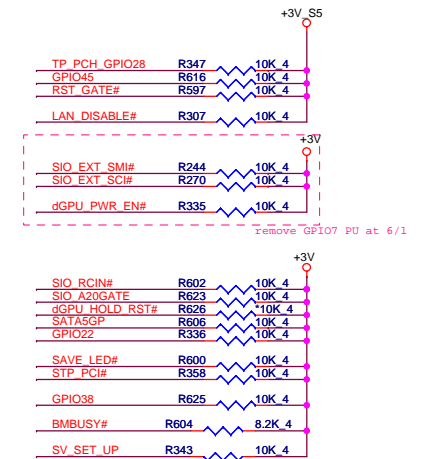 +3V_S5
TP_PCH_GPIO28 R347 10K_4
GPIO45 R616 10K_4
RST_GATE# R597 10K_4
LAN_DISABLE# R307 10K_4
+3V
SIO_EXT_SMI# R244 10K_4
SIO_EXT_SCI# R270 10K_4
dGPU_PWR_EN# R335 10K_4
remove GPIO7 PU at 6/1
+3V
SIO_RCIN# R602 10K_4
SIO_A20GATE R623 10K_4
dGPU_HOLD_RST# R626 *10K_4
SATA5GP R606 10K_4
GPIO22 R336 10K_4
SAVE_LED# R600 10K_4
STP_PCI# R358 10K_4
GPIO38 R625 10K_4
BMBUSY# R604 8.2K_4
SV_SET_UP R343 10K_4